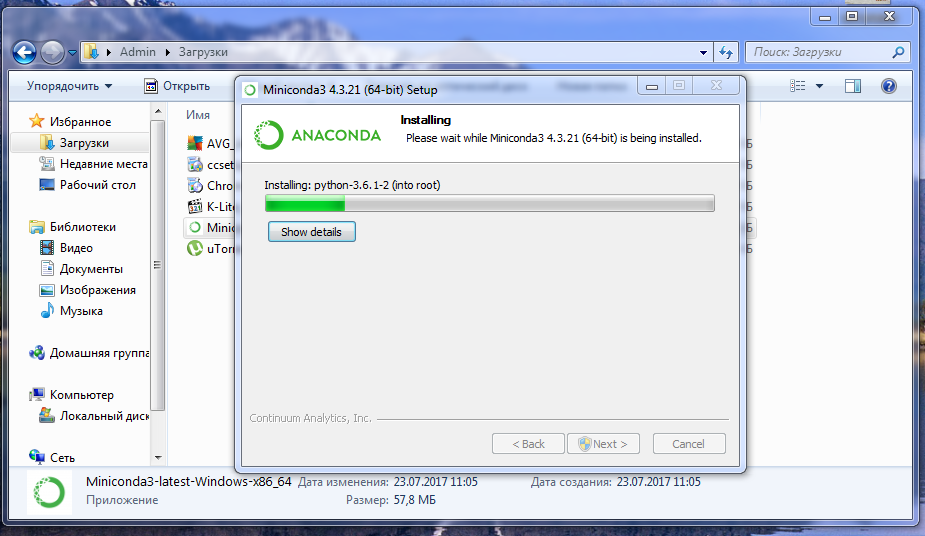 Admin Загрузки
Поиск: Загрузки
Упорядочить Открыть
Имя
Избранное
Загрузки
Недавние места
Рабочий стол
Библиотеки
Видео
Документы
Изображения
Музыка
Домашняя группа
Компьютер
Локальный диск
Сеть
AVG_
ccset
Chro
K-Lite
Minic
uTorr
Miniconda3 4.3.21 (64-bit) Setup
ANACONDA
Installing
Please wait while Miniconda3 4.3.21 (64-bit) is being installed.
Installing: python-3.6.1-2 (into root)
Show details
Continuum Analytics, Inc.
< Back Next > Cancel
Miniconda3-latest-Windows-x86_64 Дата изменения: 23.07.2017 11:05 Дата создания: 23.07.2017 11:05
Приложение Размер: 57,8 МБ